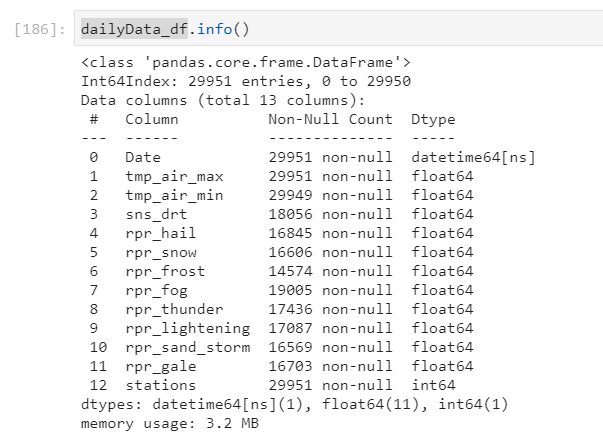 [186]: dailyData_df.info()
<class 'pandas.core.frame.DataFrame'>
Int64Index: 29951 entries, 0 to 29950
Data columns (total 13 columns):
 #   Column          Non-Null Count  Dtype
---  ------          --------------  -----
 0   Date            29951 non-null  datetime64[ns]
 1   tmp_air_max     29951 non-null  float64
 2   tmp_air_min     29949 non-null  float64
 3   sns_drt         18056 non-null  float64
 4   rpr_hail        16845 non-null  float64
 5   rpr_snow        16606 non-null  float64
 6   rpr_frost       14574 non-null  float64
 7   rpr_fog         19005 non-null  float64
 8   rpr_thunder     17436 non-null  float64
 9   rpr_lightening  17087 non-null  float64
 10  rpr_sand_storm  16569 non-null  float64
 11  rpr_gale        16703 non-null  float64
 12  stations        29951 non-null  int64
dtypes: datetime64[ns](1), float64(11), int64(1)
memory usage: 3.2 MB